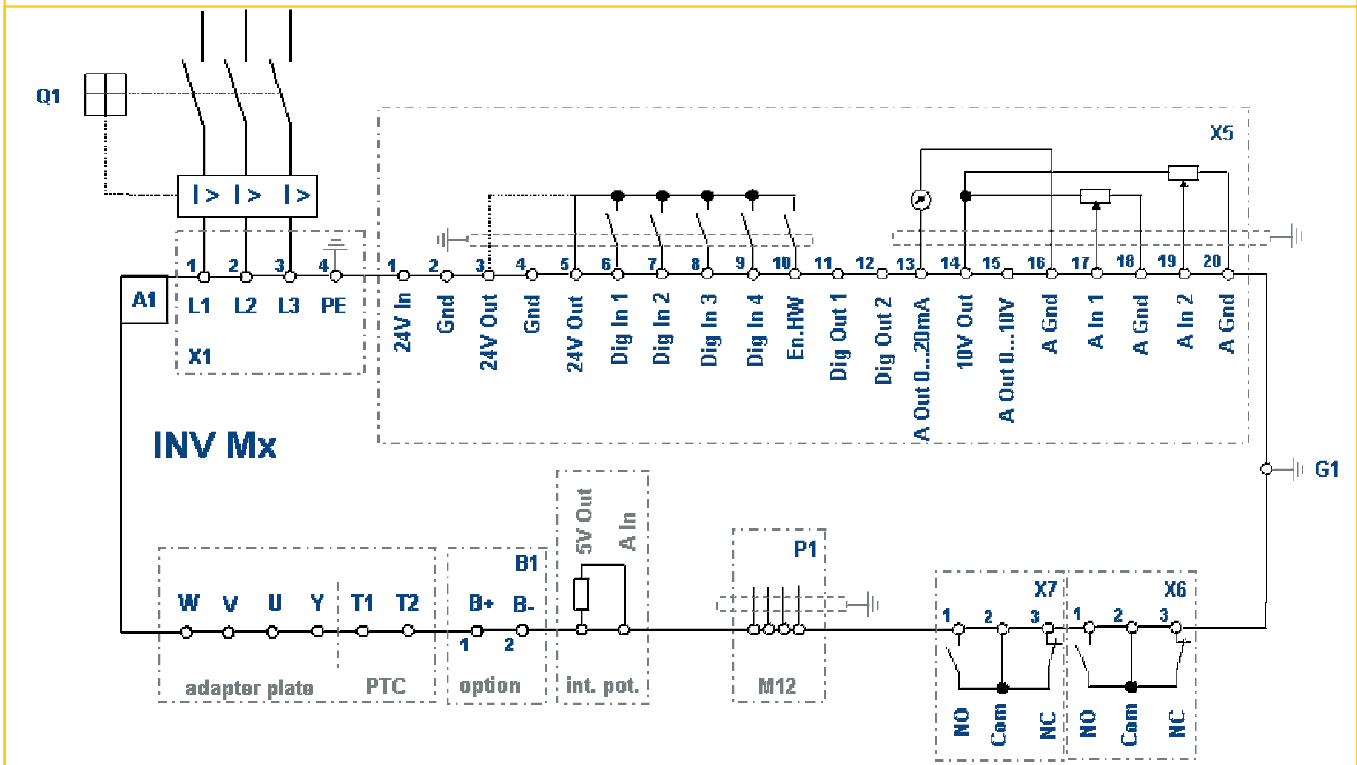 Q1
I > I > I >
X5
1 2 3 4
A1
L1 L2 L3 PE
X1
1 2 3 4 5 6 7 8 9 10 11 12 13 14 15 16 17 18 19 20
24V In
Gnd
24V Out
Gnd
24V Out
Dig In 1
Dig In 2
Dig In 3
Dig In 4
En.HW
Dig Out 1
Dig Out 2
A Out 0...20mA
10V Out
A Out 0...10V
A Gnd
A In 1
A Gnd
A In 2
A Gnd
INV Mx
G1
W V U Y T1 T2
adapter plate PTC
B1
B+ B-
1 2
option
5V Out
A In
int. pot.
P1
M12
X7
1 2 3
NO
Com
NC
X6
1 2 3
NO
Com
NC